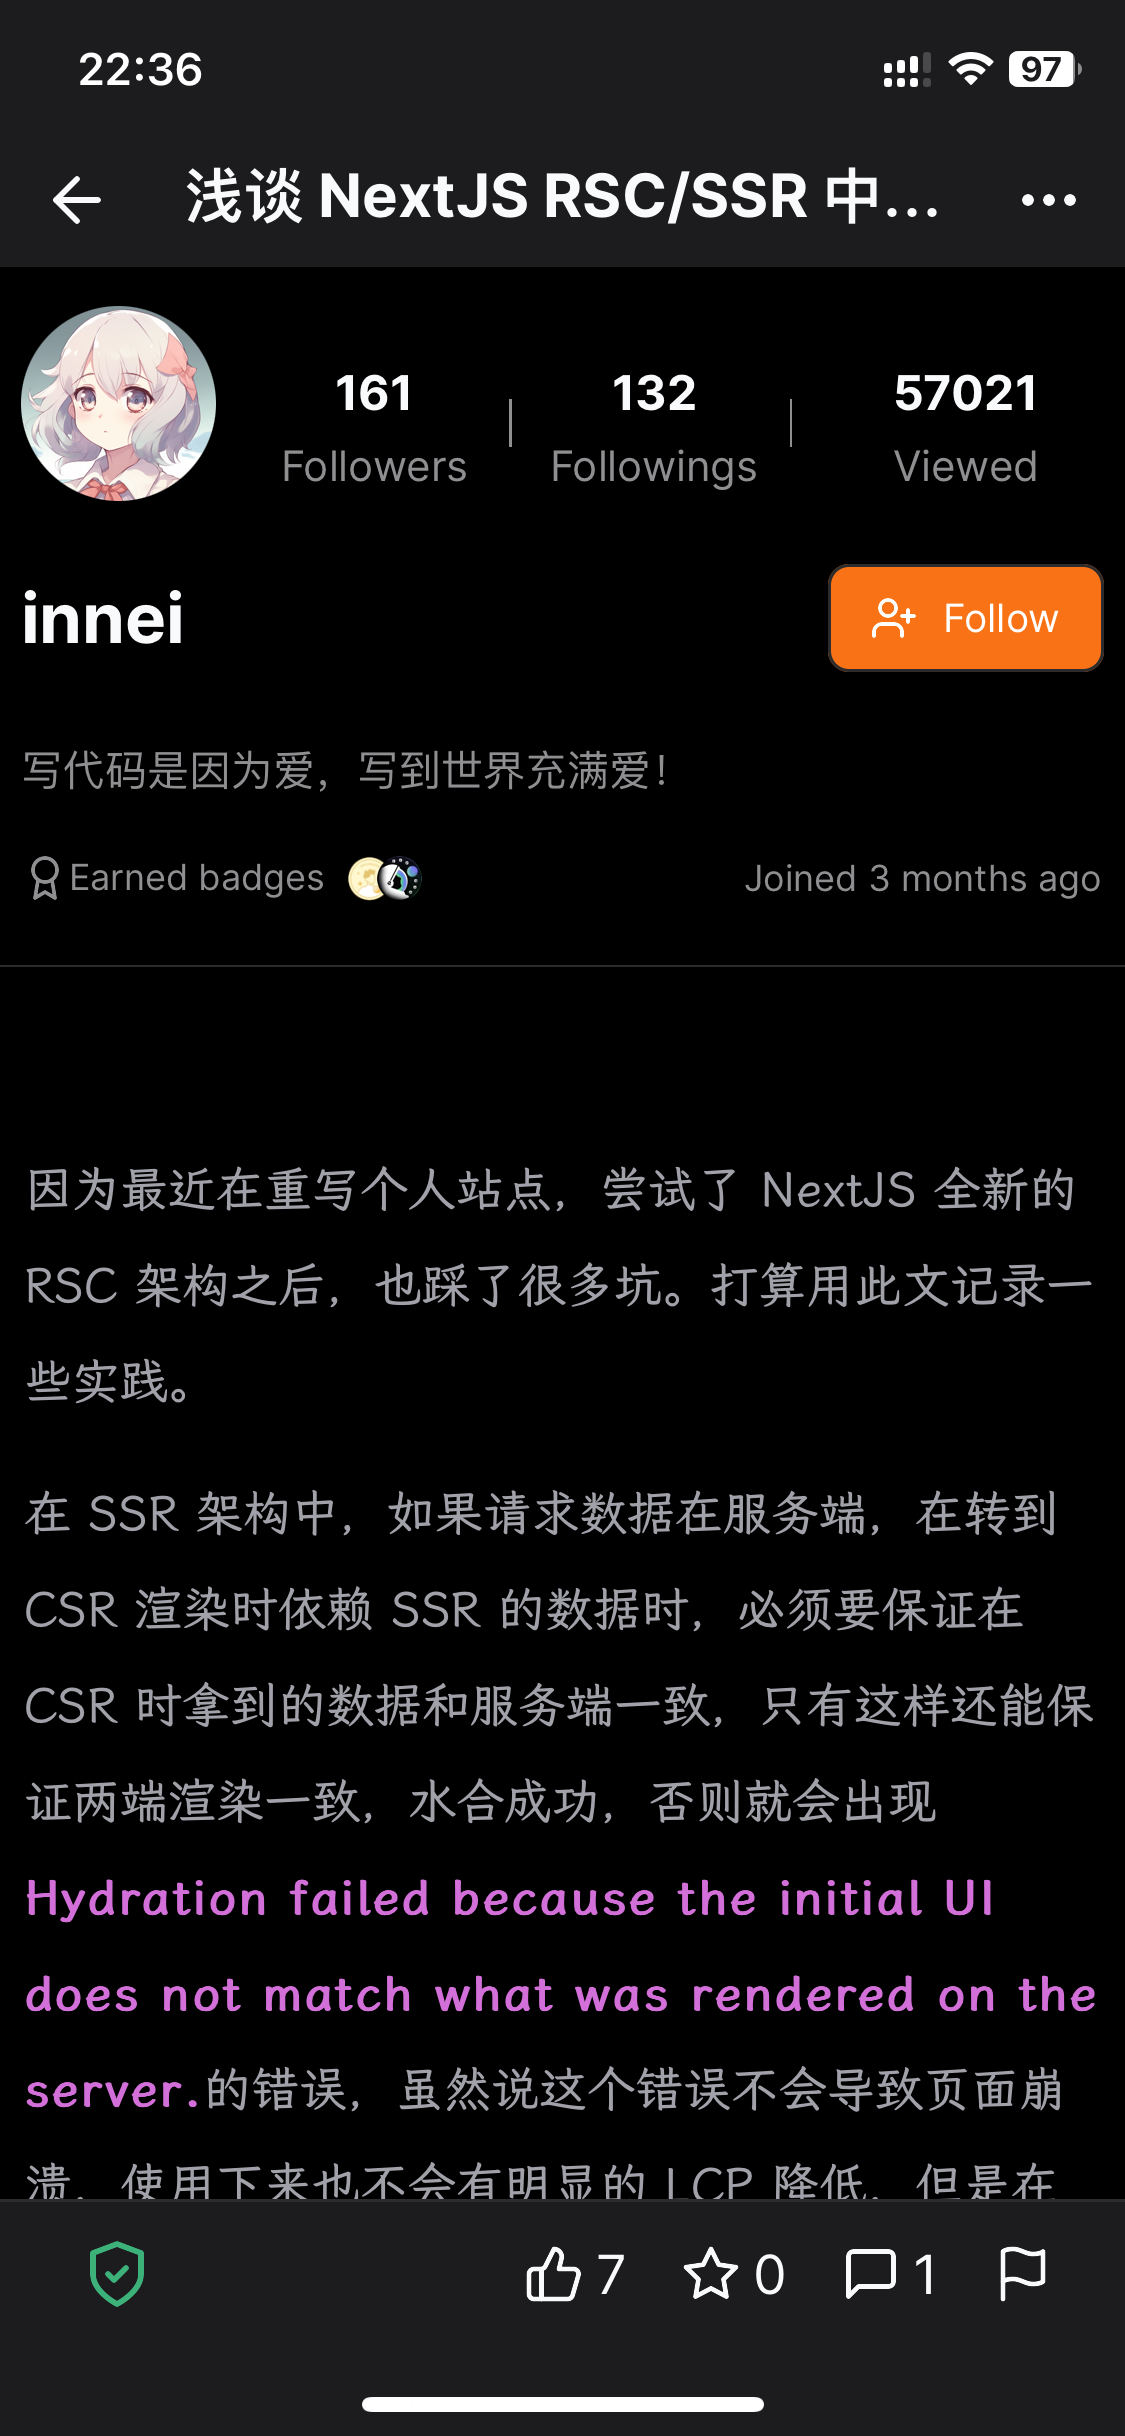 22:36
97
浅谈 NextJS RSC/SSR 中...
161
132
57021
Followers
Followings
Viewed
innei
Follow
写代码是因为爱，写到世界充满爱！
Earned badges
Joined 3 months ago
因为最近在重写个人站点，尝试了 NextJS 全新的
RSC 架构之后，也踩了很多坑。打算用此文记录一
些实践。
在 SSR 架构中，如果请求数据在服务端，在转到
CSR 渲染时依赖 SSR 的数据时，必须要保证在
CSR 时拿到的数据和服务端一致，只有这样还能保
证两端渲染一致，水合成功，否则就会出现
Hydration failed because the initial UI
does not match what was rendered on the
server.的错误，虽然说这个错误不会导致页面崩
溃，使用下来也不会有明显的 LCP 降低，但是在
7
0
1